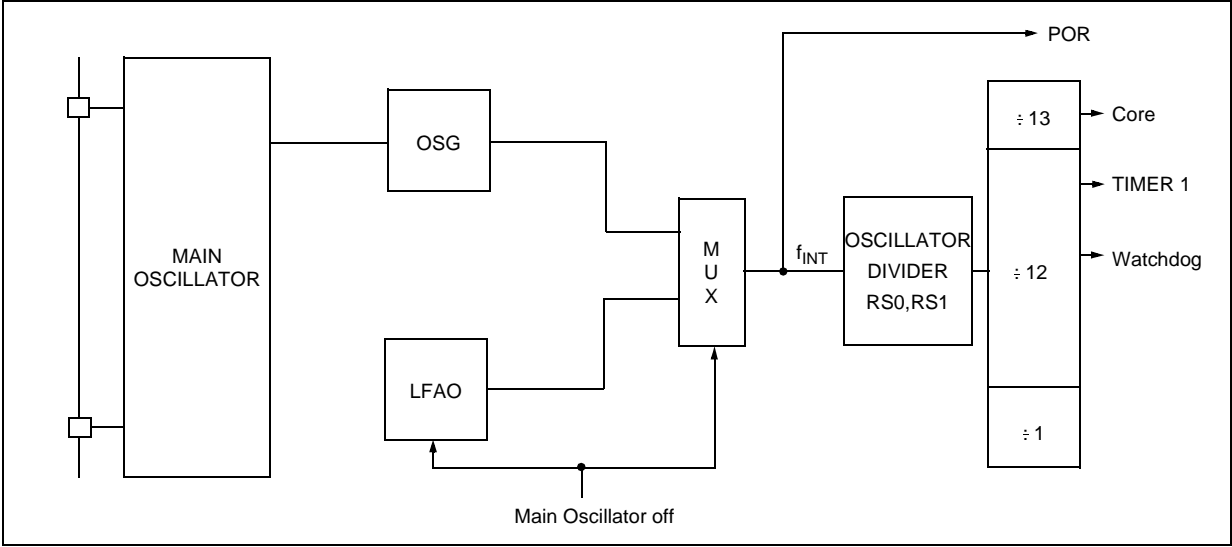 POR
÷ 13
Core
OSG
TIMER 1
MAIN
OSCILLATOR
M
U
X
fINT
OSCILLATOR
DIVIDER
RS0,RS1
÷ 12
Watchdog
LFAO
÷ 1
Main Oscillator off